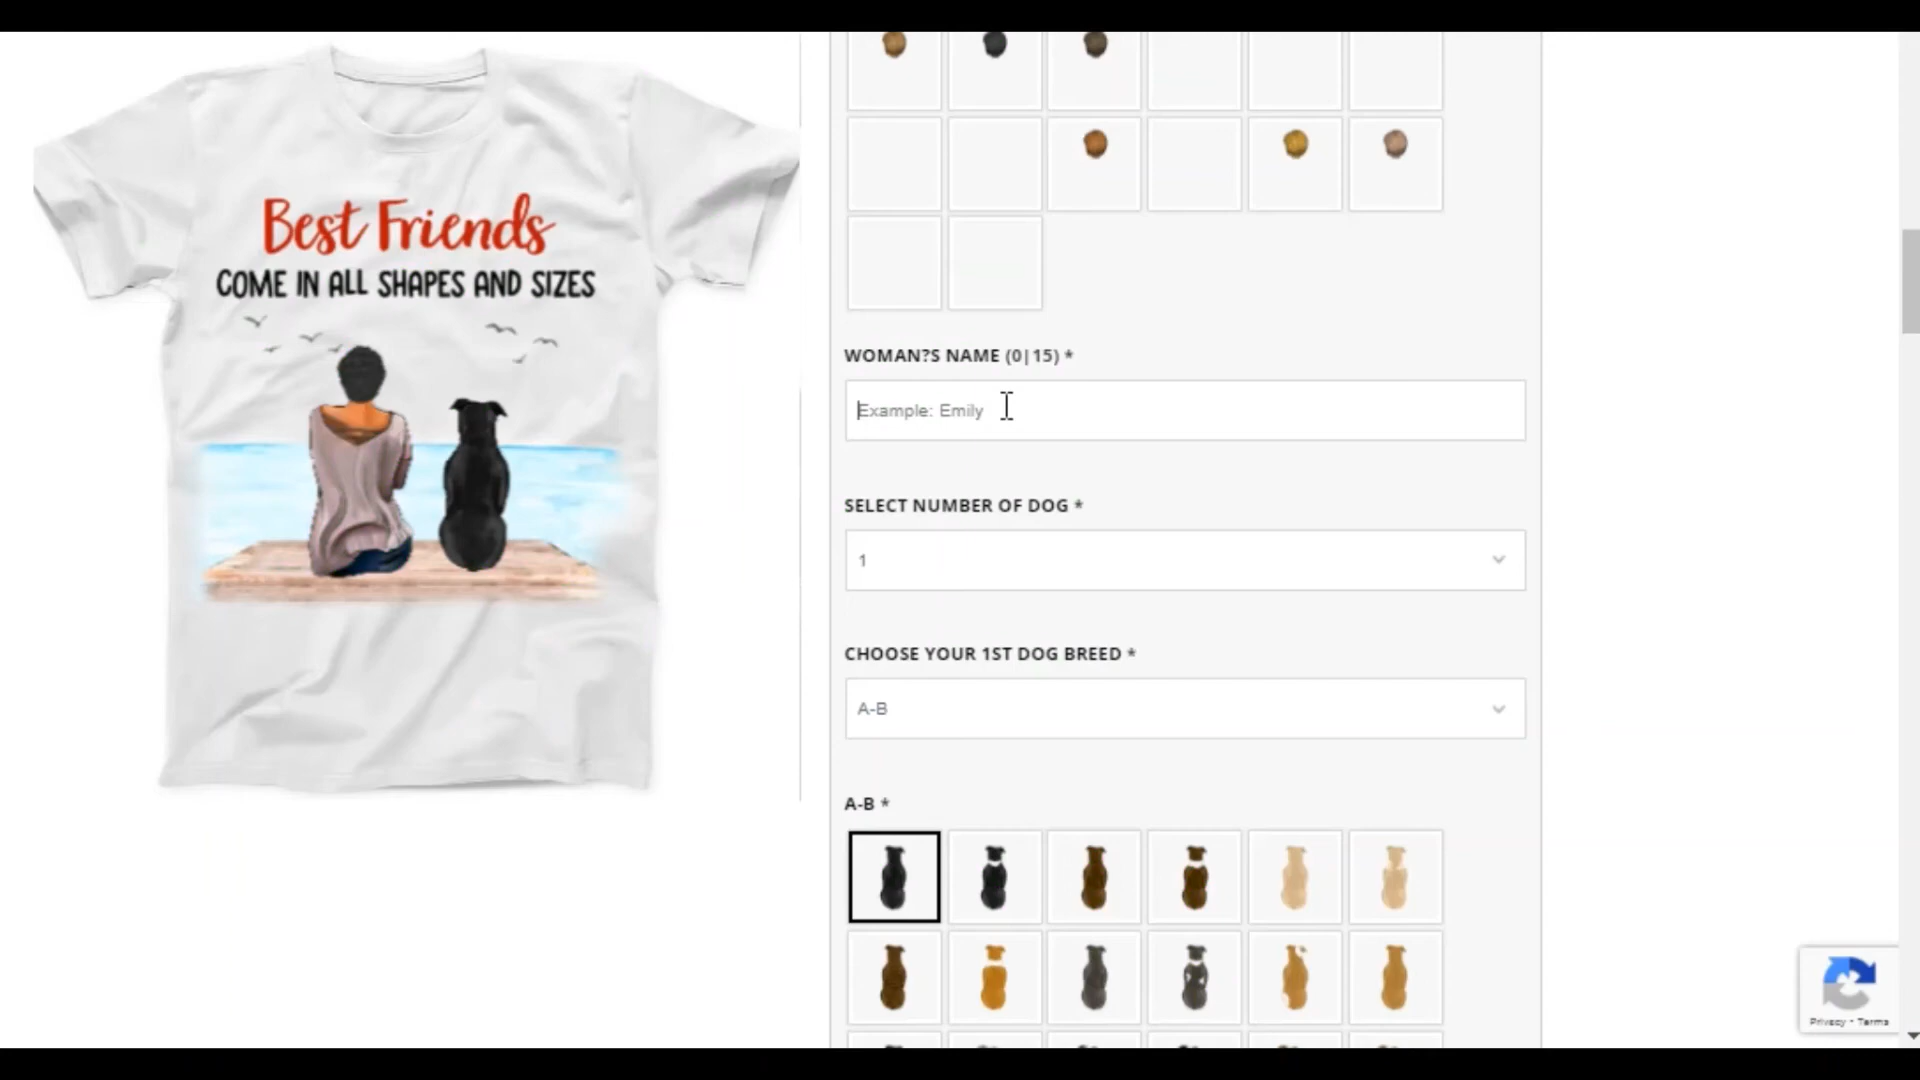 Best Friends
COME IN ALL SHAPES AND SIZES
WOMAN?S NAME (0|15) *
Example: Emily
SELECT NUMBER OF DOG *
1
CHOOSE YOUR 1ST DOG BREED *
A-B
A-B *
Privacy - Terms